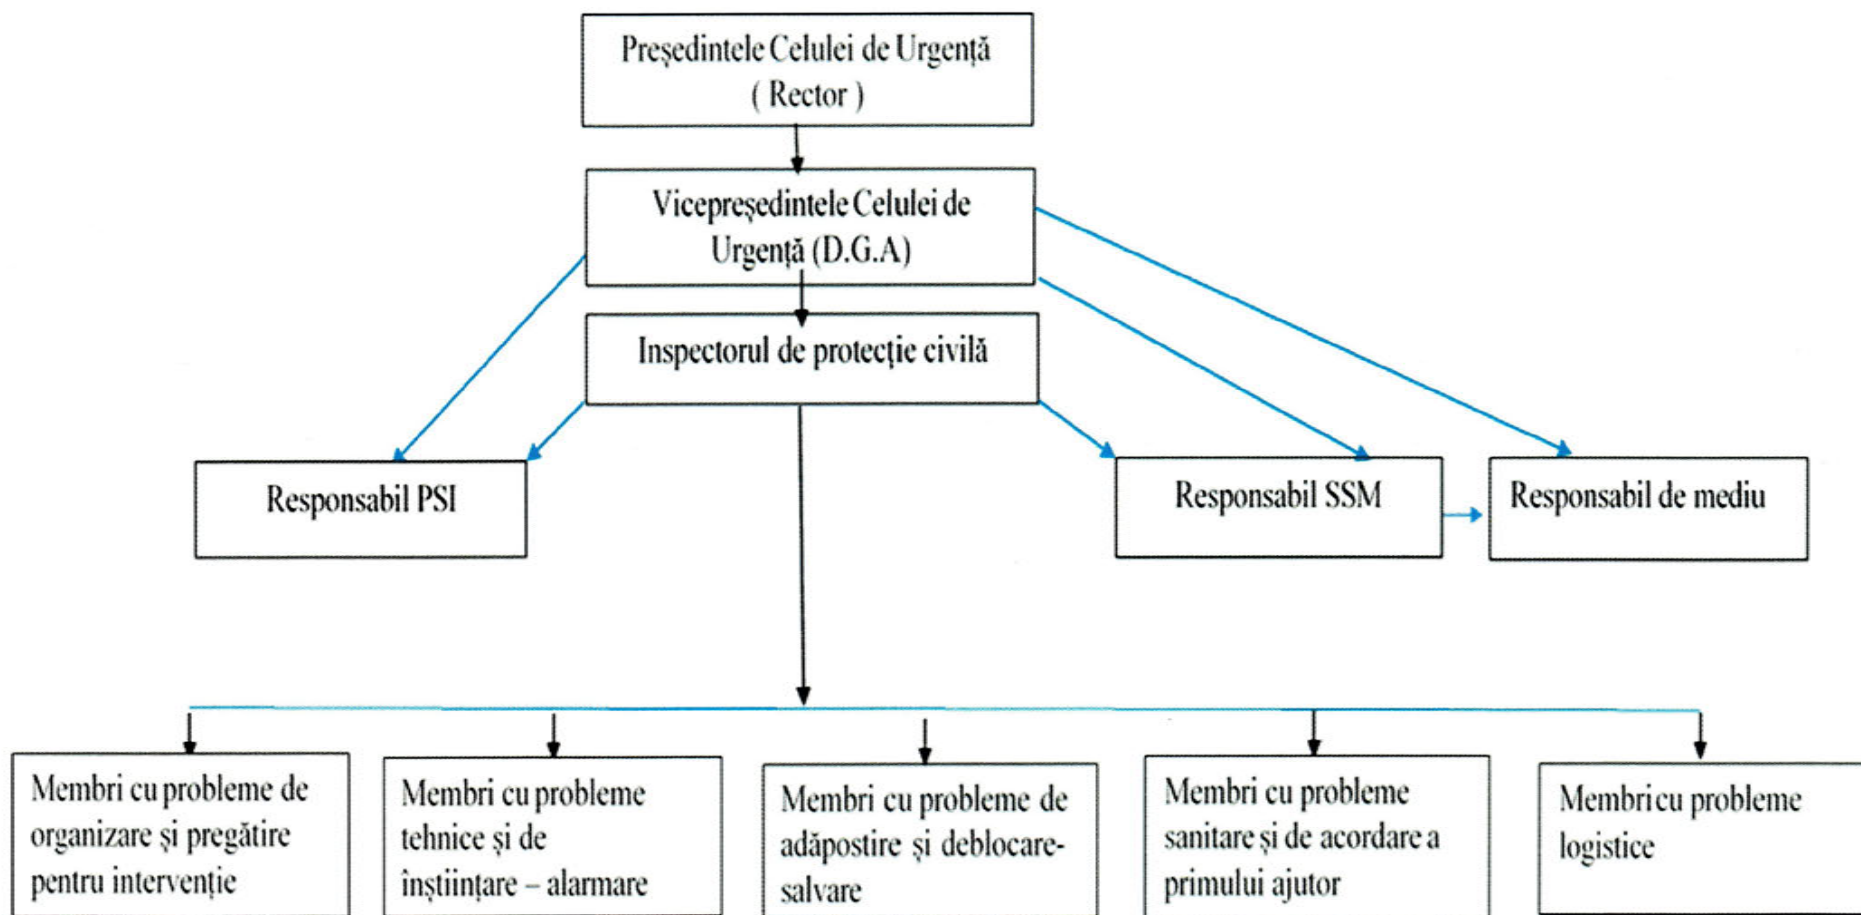 Președintele Celulei de Urgență
( Rector )
Vicepreședintele Celulei de
Urgență (D.G.A)
Inspectorul de protecție civilă
Responsabil PSI
Responsabil SSM
Responsabil de mediu
Membri cu probleme de
organizare și pregătire
pentru intervenție
Membri cu probleme
tehnice și de
înștiințare – alarmare
Membri cu probleme de
adăpostire și deblocare-
salvare
Membri cu probleme
sanitare și de acordare a
primului ajutor
Membri cu probleme
logistice